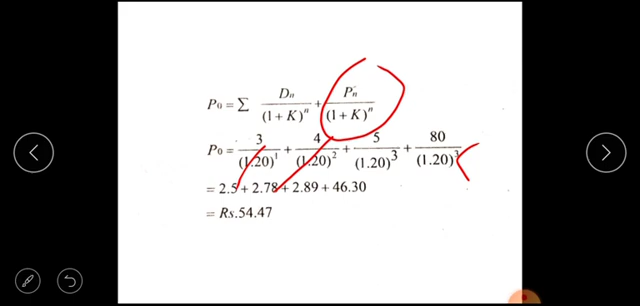 P₀ = Σ Dₙ/(1 + K)ⁿ + Pₙ/(1 + K)ⁿ
P₀ = 3/(1.20)¹ + 4/(1.20)² + 5/(1.20)³ + 80/(1.20)³
= 2.5 + 2.78 + 2.89 + 46.30
= Rs.54.47